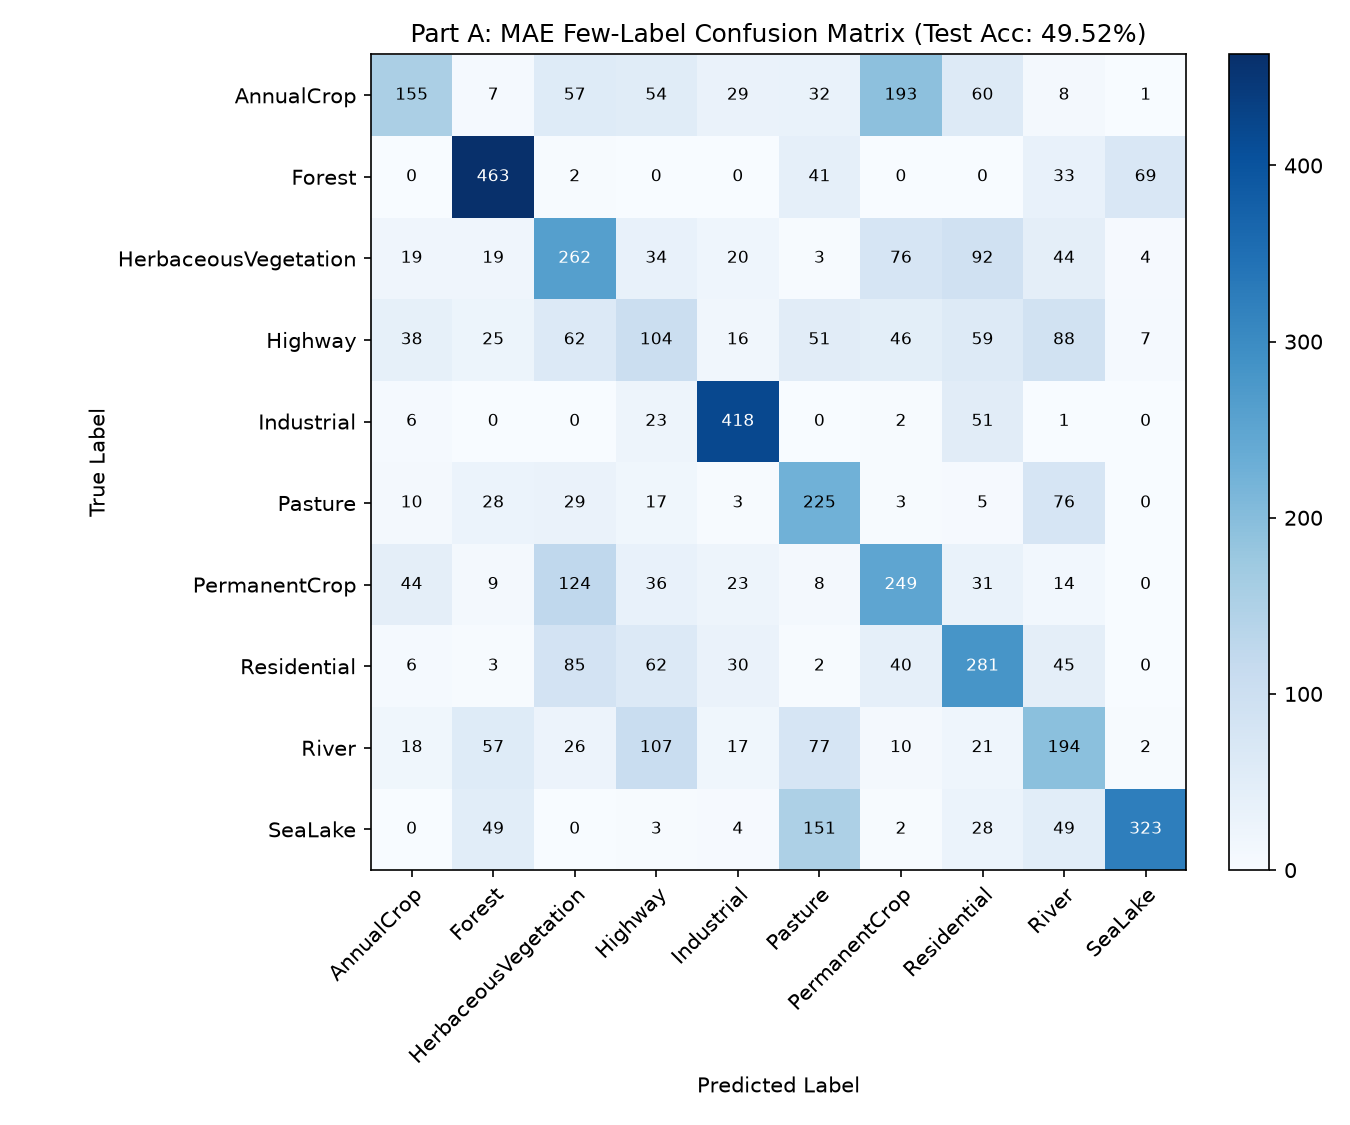 Part A: MAE Few-Label Confusion Matrix (Test Acc: 49.52%)
AnnualCrop 155 7 57 54 29 32 193 60 8 1
Forest 0 463 2 0 0 41 0 0 33 69
HerbaceousVegetation 19 19 262 34 20 3 76 92 44 4
Highway 38 25 62 104 16 51 46 59 88 7
Industrial 6 0 0 23 418 0 2 51 1 0
Pasture 10 28 29 17 3 225 3 5 76 0
PermanentCrop 44 9 124 36 23 8 249 31 14 0
Residential 6 3 85 62 30 2 40 281 45 0
River 18 57 26 107 17 77 10 21 194 2
SeaLake 0 49 0 3 4 151 2 28 49 323
True Label
AnnualCrop Forest HerbaceousVegetation Highway Industrial Pasture PermanentCrop Residential River SeaLake
Predicted Label
400
300
200
100
0